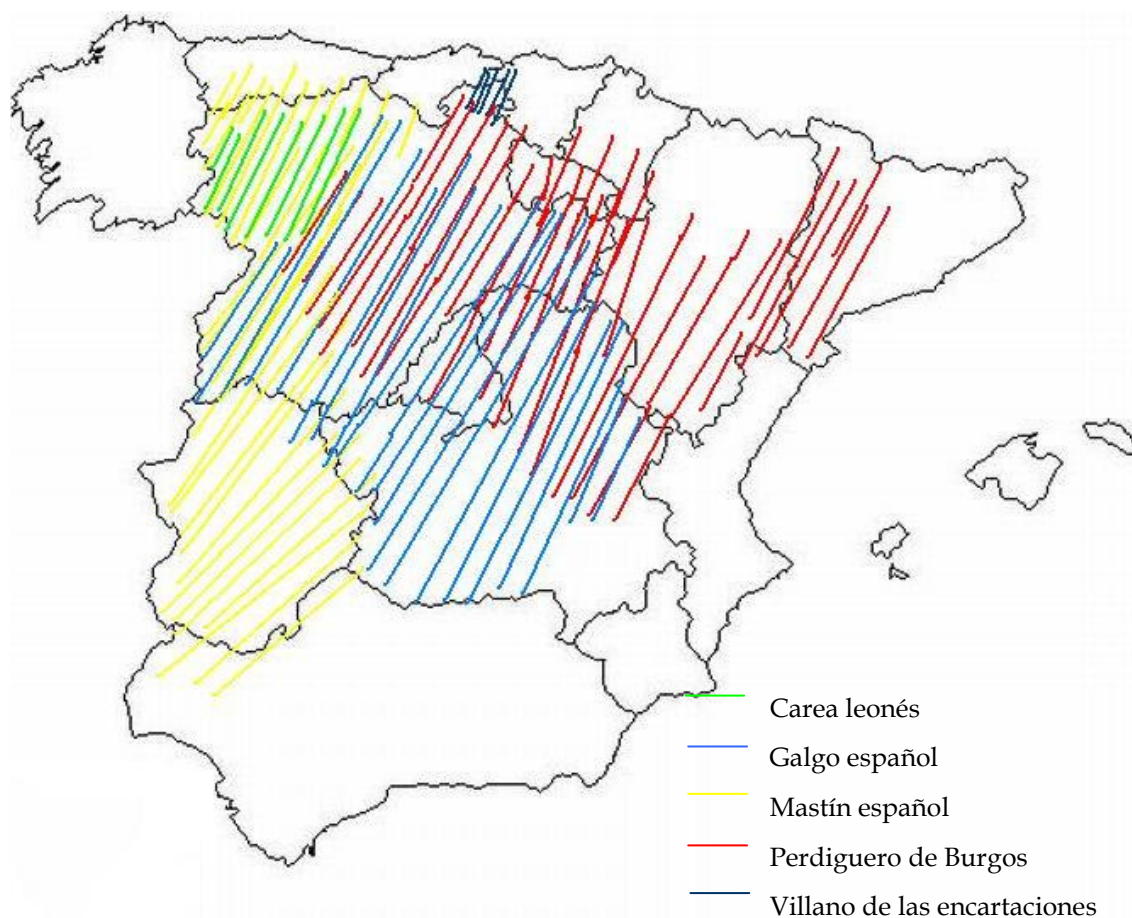 Carea leonés
Galgo español
Mastín español
Perdiguero de Burgos
Villano de las encartaciones